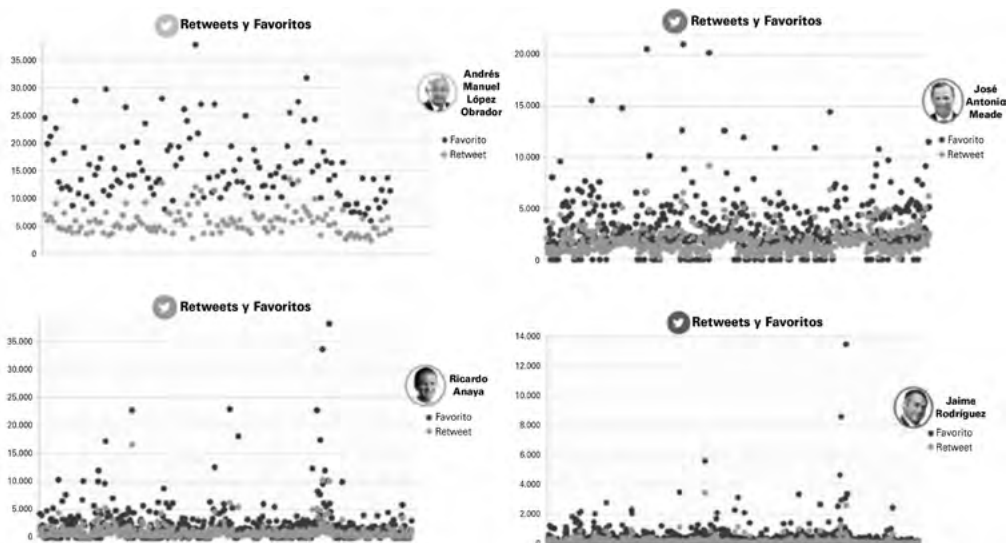 Retweets y Favoritos
35.000
30.000
25.000
20.000
15.000
10.000
5.000
0
Andrés
Manuel
López
Obrador
Favorito
Retweet
Retweets y Favoritos
20.000
15.000
10.000
5.000
0
José
Antonio
Meade
Favorito
Retweet
Retweets y Favoritos
35.000
30.000
25.000
20.000
15.000
10.000
5.000
0
Ricardo
Anaya
Favorito
Retweet
Retweets y Favoritos
14.000
12.000
10.000
8.000
6.000
4.000
2.000
0
Jaime
Rodríguez
Favorito
Retweet